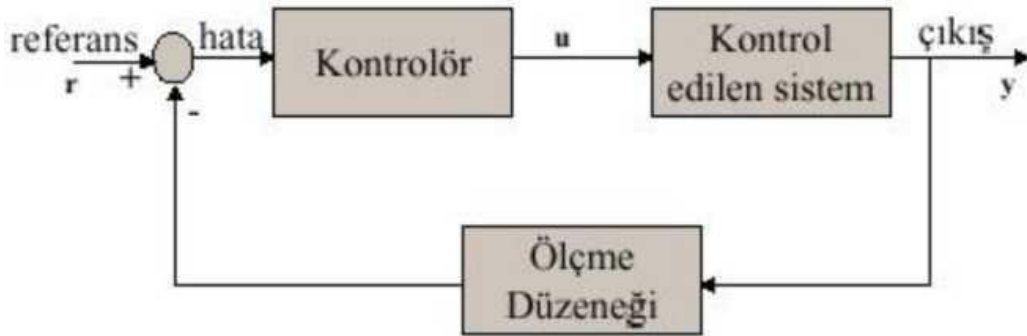 referans
r
+
-
hata
Kontrolör
u
Kontrol
edilen sistem
çıkış
y
Ölçme
Düzeneği